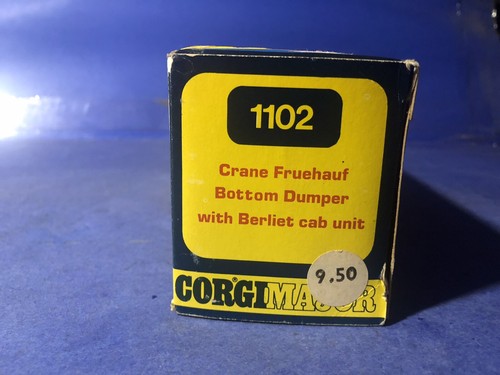 1102
Crane Fruehauf
Bottom Dumper
with Berliet cab unit
9.50
CORGI MAJOR